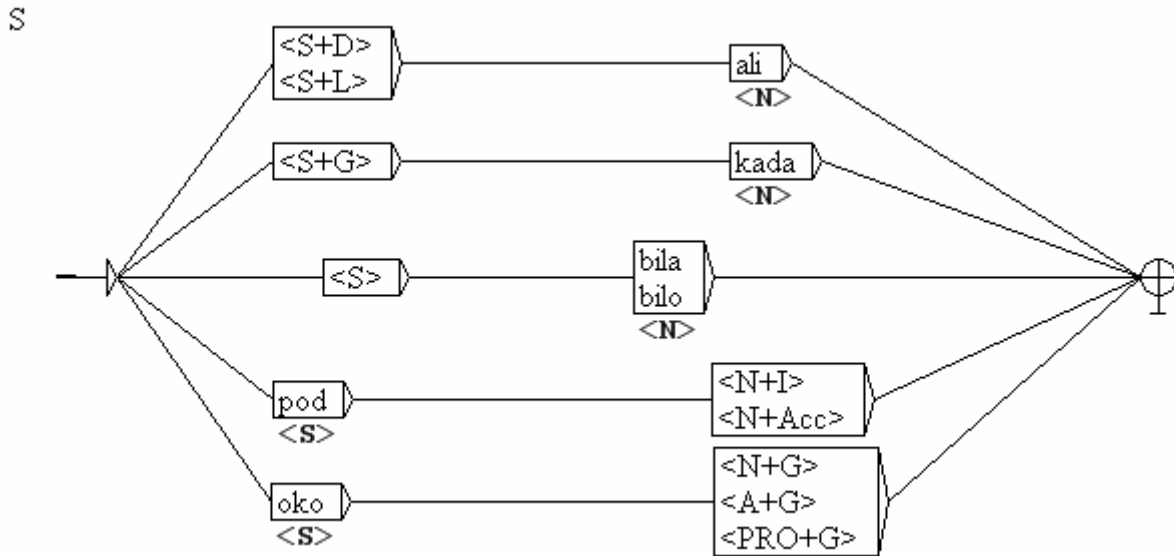 S
<S+D>
<S+L>
ali
<N>
<S+G>
kada
<N>
<S>
bila
bilo
<N>
pod
<S>
<N+I>
<N+Acc>
oko
<S>
<N+G>
<A+G>
<PRO+G>